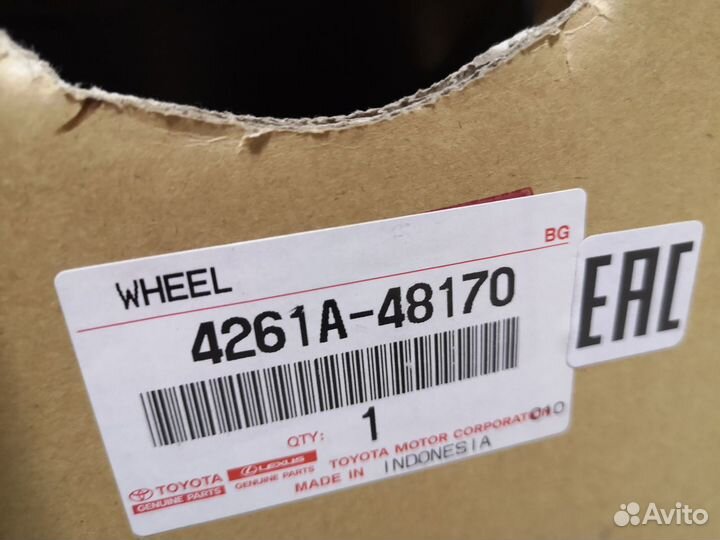 BG
WHEEL
4261A-48170
EAC
QTY: 1
010
TOYOTA LEXUS TOYOTA MOTOR CORPORATION
GENUINE PARTS GENUINE PARTS MADE IN INDONESIA
Avito